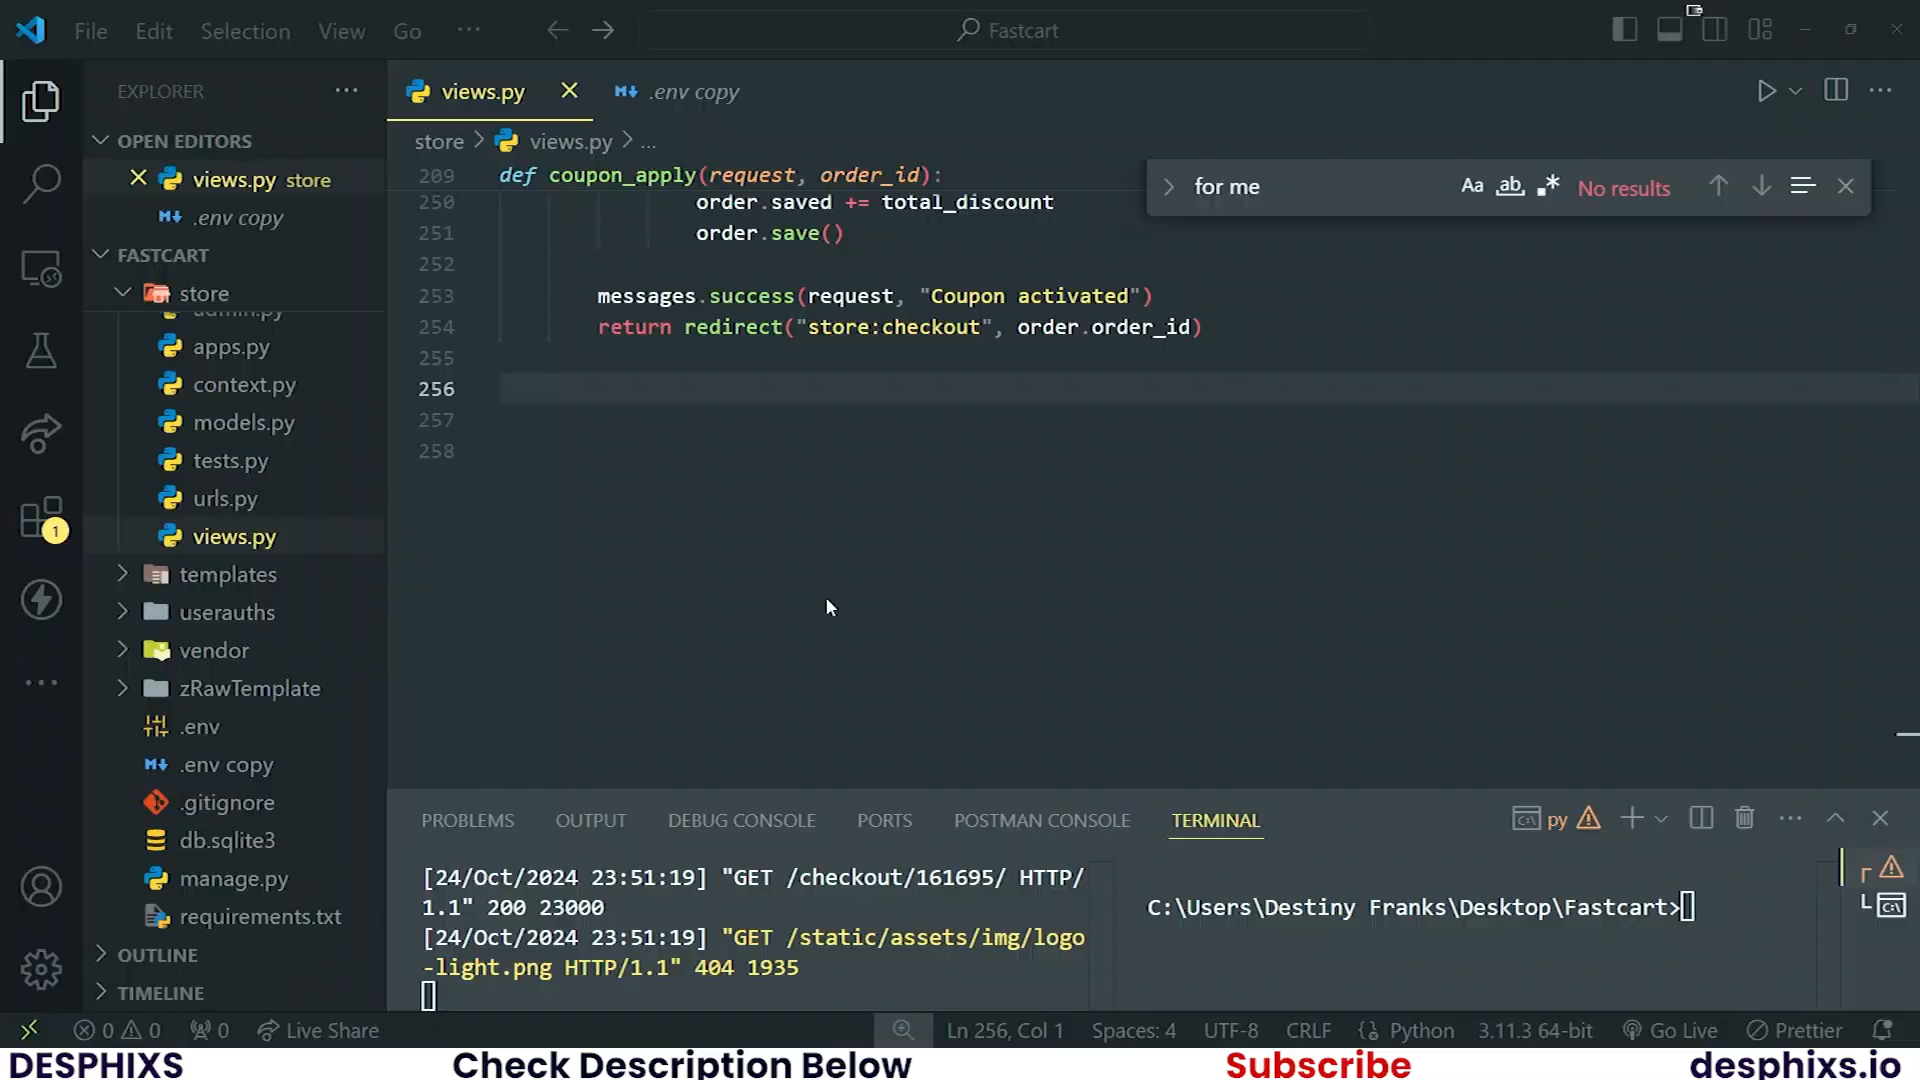 File Edit Selection View Go ··· Fastcart
EXPLORER ···
OPEN EDITORS
views.py store
.env copy
FASTCART
store
admin.py
apps.py
context.py
models.py
tests.py
urls.py
views.py
templates
userauths
vendor
zRawTemplate
.env
.env copy
.gitignore
db.sqlite3
manage.py
requirements.txt
OUTLINE
TIMELINE
1
views.py .env copy
store > views.py > ...
for me Aa ab No results
209 def coupon_apply(request, order_id):
250 order.saved += total_discount
251 order.save()
252
253 messages.success(request, "Coupon activated")
254 return redirect("store:checkout", order.order_id)
255
256
257
258
PROBLEMS OUTPUT DEBUG CONSOLE PORTS POSTMAN CONSOLE TERMINAL py
[24/Oct/2024 23:51:19] "GET /checkout/161695/ HTTP/
1.1" 200 23000
[24/Oct/2024 23:51:19] "GET /static/assets/img/logo
-light.png HTTP/1.1" 404 1935
C:\Users\Destiny Franks\Desktop\Fastcart>
0 0 0 Live Share Ln 256, Col 1 Spaces: 4 UTF-8 CRLF Python 3.11.3 64-bit Go Live Prettier
DESPHIXS Check Description Below Subscribe desphixs.io